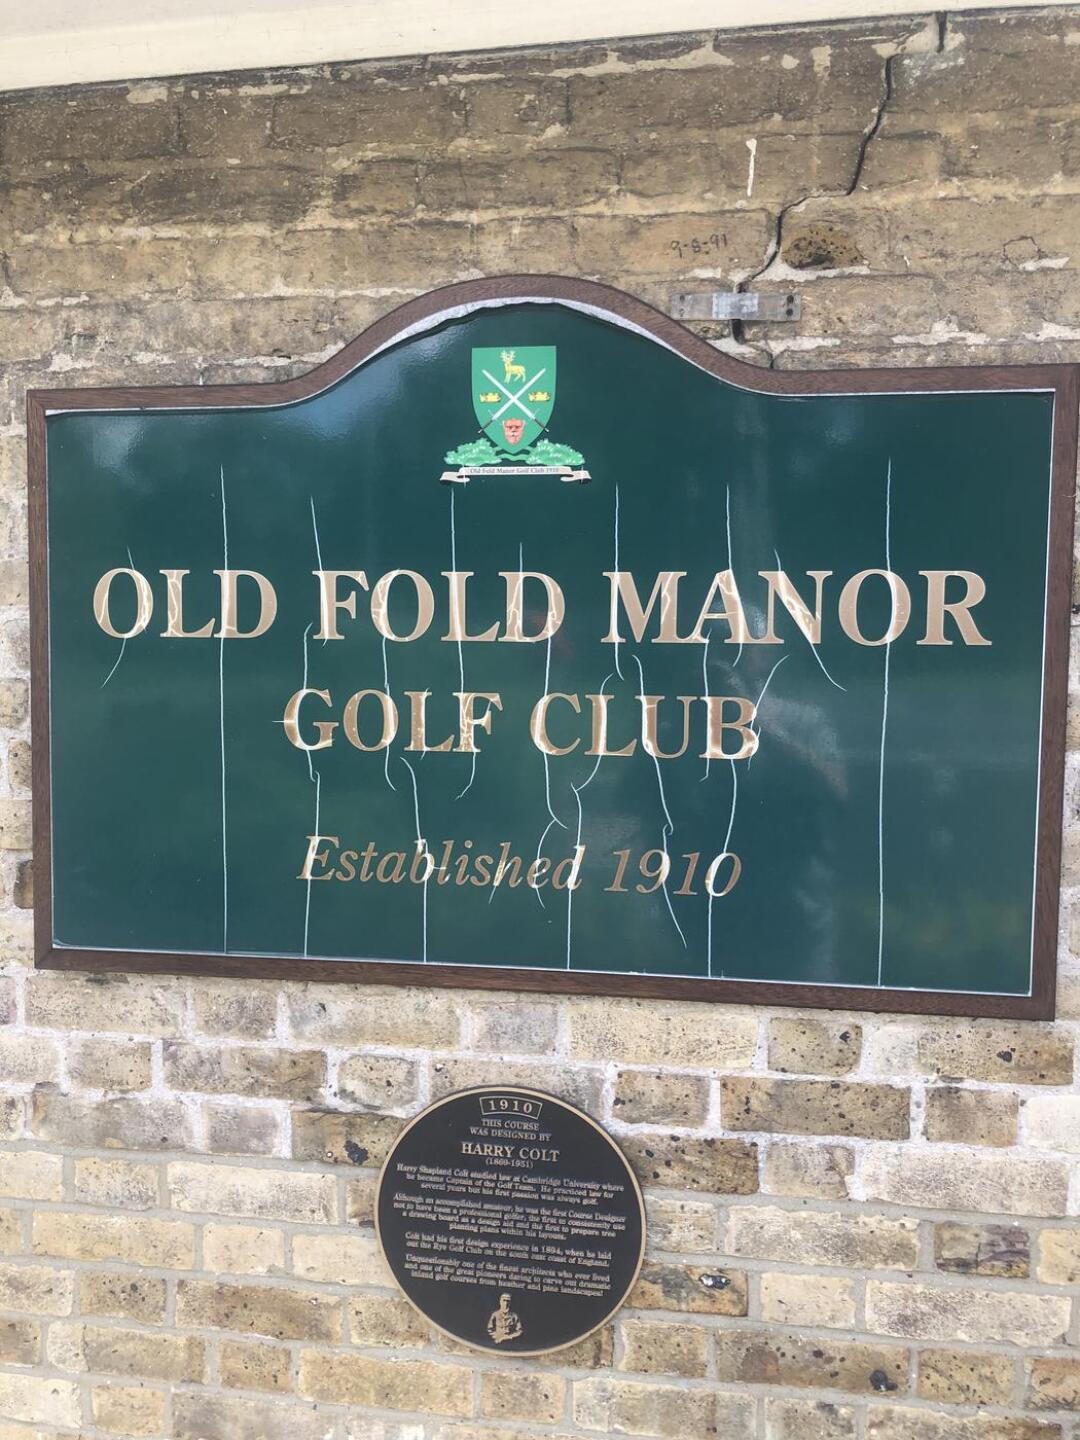 9-8-91
Old Fold Manor Golf Club 1910
OLD FOLD MANOR
GOLF CLUB
Established 1910
1910
THIS COURSE
WAS DESIGNED BY
HARRY COLT
(1869-1951)
Harry Shapland Colt studied law at Cambridge University where
he became Captain of the Golf Team. He practiced law for
several years but his first passion was always golf.
Although an accomplished amateur, he was the first Course Designer
not to have been a professional golfer, the first to consistently use
a drawing board as a design aid and the first to prepare tree
planting plans within his layouts.
Colt had his first design experience in 1894, when he laid
out the Rye Golf Club on the south east coast of England.
Unquestionably one of the finest architects who ever lived
and one of the great pioneers daring to carve out dramatic
inland golf courses from heather and pine landscapes!